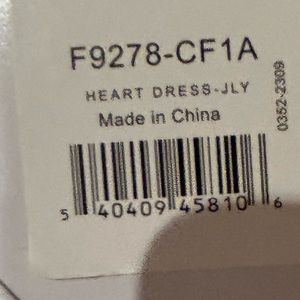 F9278-CF1A
HEART DRESS-JLY
Made in China
0352-2309
5 40409 45810 6